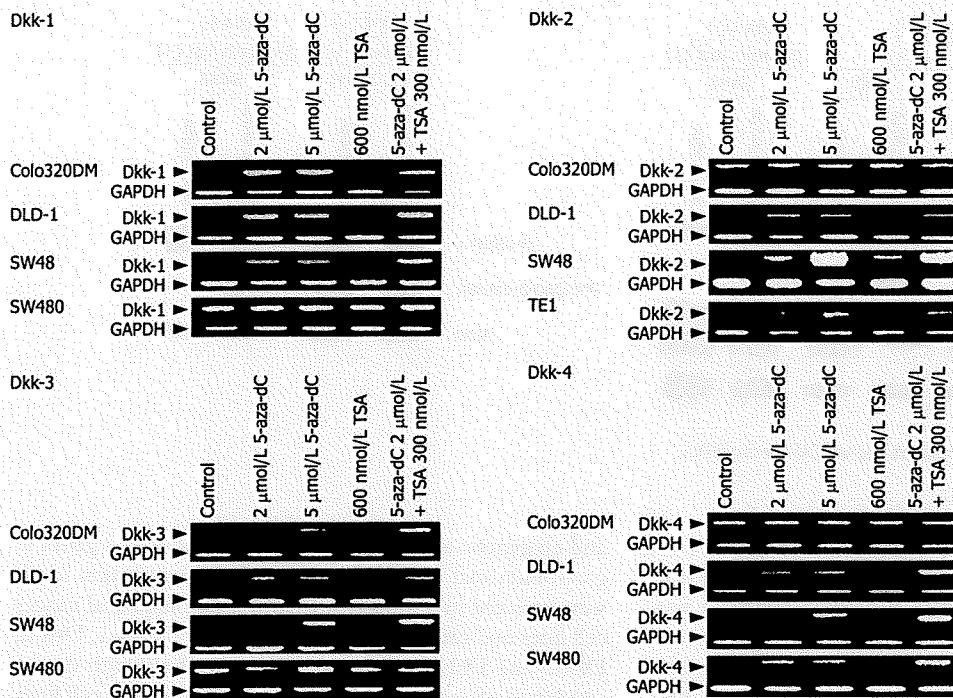 Dkk-1
Control
2 μmol/L 5-aza-dC
5 μmol/L 5-aza-dC
600 nmol/L TSA
5-aza-dC 2 μmol/L
+ TSA 300 nmol/L
Colo320DM Dkk-1 ►
GAPDH ►
DLD-1 Dkk-1 ►
GAPDH ►
SW48 Dkk-1 ►
GAPDH ►
SW480 Dkk-1 ►
GAPDH ►
Dkk-2
Control
2 μmol/L 5-aza-dC
5 μmol/L 5-aza-dC
600 nmol/L TSA
5-aza-dC 2 μmol/L
+ TSA 300 nmol/L
Colo320DM Dkk-2 ►
GAPDH ►
DLD-1 Dkk-2 ►
GAPDH ►
SW48 Dkk-2 ►
GAPDH ►
TE1 Dkk-2 ►
GAPDH ►
Dkk-3
Control
2 μmol/L 5-aza-dC
5 μmol/L 5-aza-dC
600 nmol/L TSA
5-aza-dC 2 μmol/L
+ TSA 300 nmol/L
Colo320DM Dkk-3 ►
GAPDH ►
DLD-1 Dkk-3 ►
GAPDH ►
SW48 Dkk-3 ►
GAPDH ►
SW480 Dkk-3 ►
GAPDH ►
Dkk-4
Control
2 μmol/L 5-aza-dC
5 μmol/L 5-aza-dC
600 nmol/L TSA
5-aza-dC 2 μmol/L
+ TSA 300 nmol/L
Colo320DM Dkk-4 ►
GAPDH ►
DLD-1 Dkk-4 ►
GAPDH ►
SW48 Dkk-4 ►
GAPDH ►
SW480 Dkk-4 ►
GAPDH ►